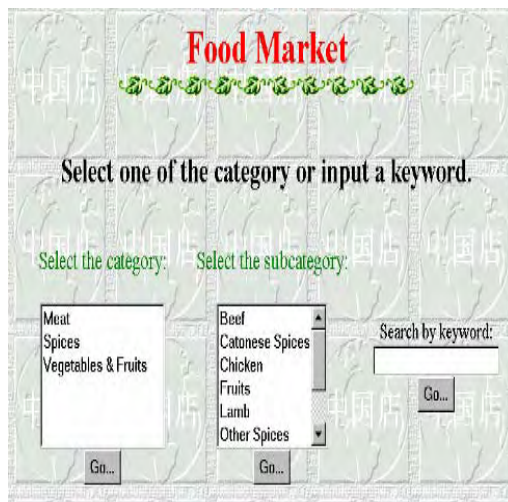 Food Market
Select one of the category or input a keyword.
Select the category:
Meat
Spices
Vegetables & Fruits
Go...
Select the subcategory:
Beef
Catonese Spices
Chicken
Fruits
Lamb
Other Spices
Go...
Search by keyword:
Go...
中国店